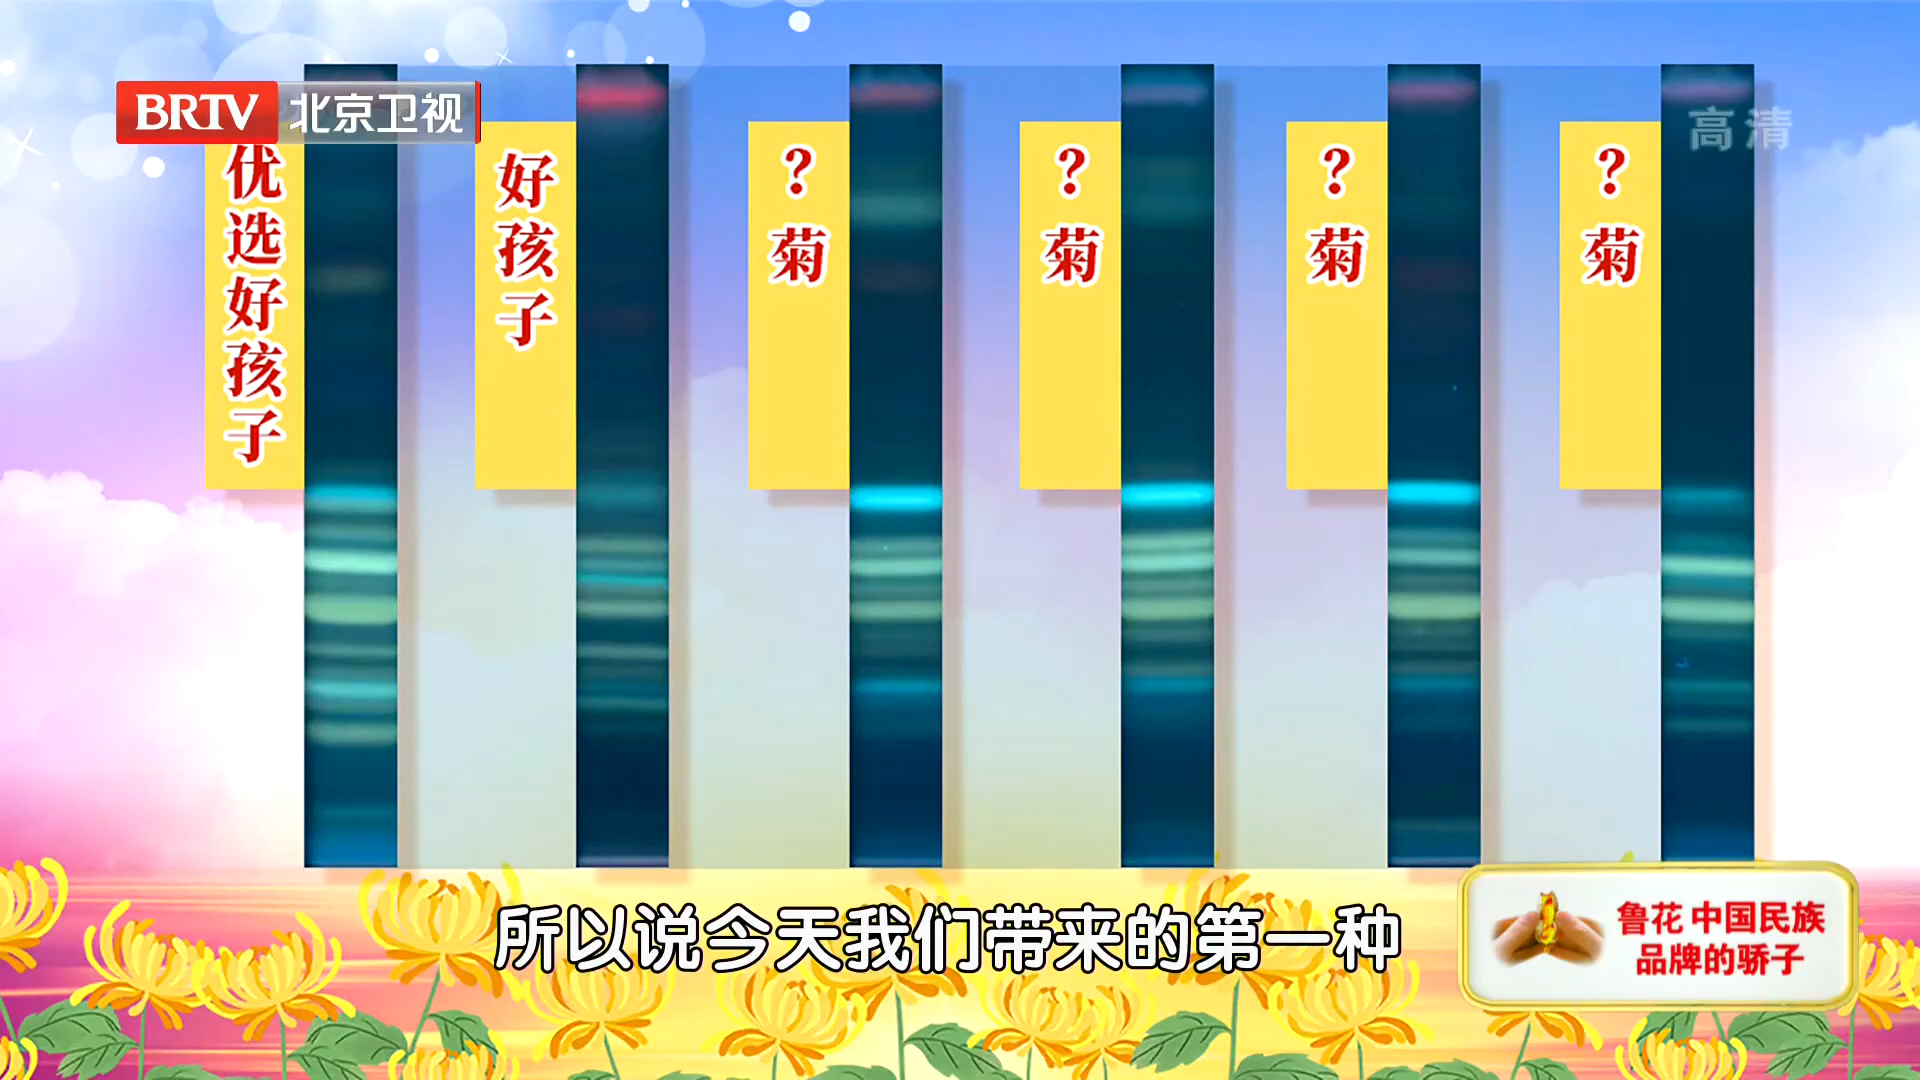 BRTV 北京卫视
高清
优选好孩子
好孩子
？菊
？菊
？菊
？菊
所以说今天我们带来的第一种
鲁花 中国民族
品牌的骄子